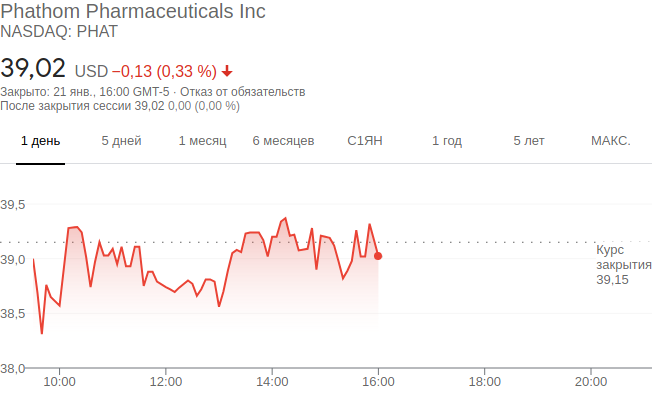 Phathom Pharmaceuticals Inc
NASDAQ: PHAT
39,02 USD −0,13 (0,33 %)
Закрыто: 21 янв., 16:00 GMT-5 · Отказ от обязательств
После закрытия сессии 39,02 0,00 (0,00 %)
1 день 5 дней 1 месяц 6 месяцев С1ЯН 1 год 5 лет МАКС.
39,5
39,0
38,5
38,0
Курс
закрытия
39,15
10:00 12:00 14:00 16:00 18:00 20:00